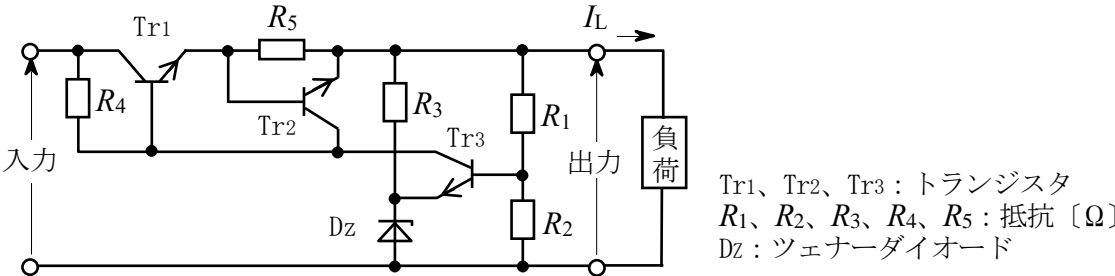 Tr1
R5
IL
R4
R3
Tr2
Tr3
R1
入力
出力
負荷
Dz
R2
Tr1、Tr2、Tr3：トランジスタ
R1、R2、R3、R4、R5：抵抗〔Ω〕
Dz：ツェナーダイオード